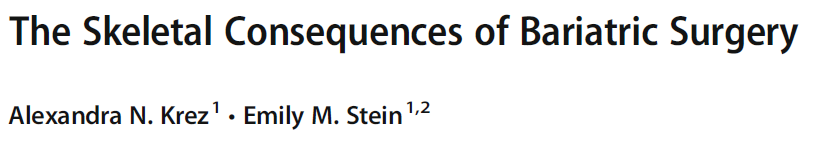 The Skeletal Consequences of Bariatric Surgery
Alexandra N. Krez¹ • Emily M. Stein¹,²